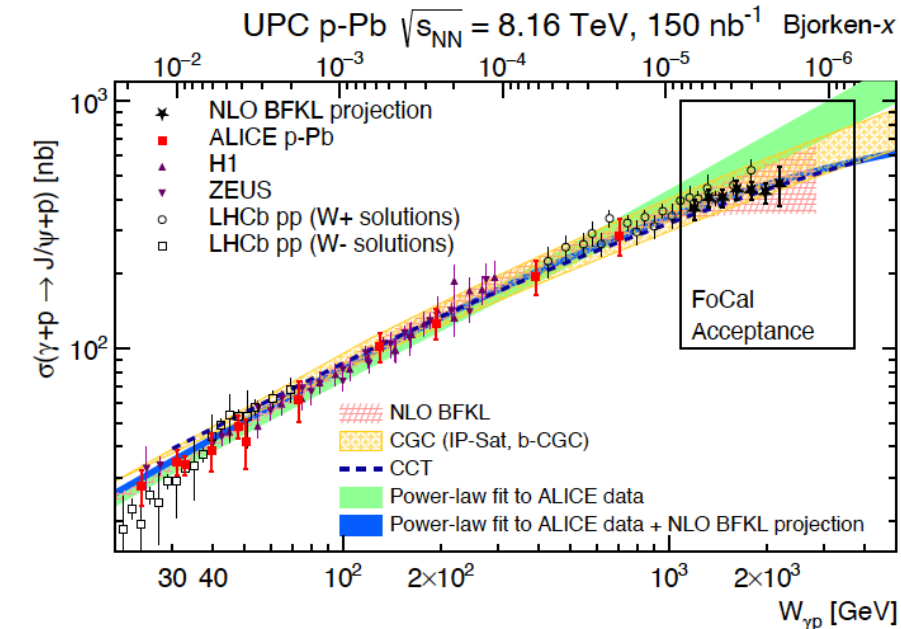 UPC p-Pb √s_NN = 8.16 TeV, 150 nb⁻¹ Bjorken-x
10⁻² 10⁻³ 10⁻⁴ 10⁻⁵ 10⁻⁶
10³
NLO BFKL projection
ALICE p-Pb
H1
ZEUS
LHCb pp (W+ solutions)
LHCb pp (W- solutions)
σ(γ+p → J/ψ+p) [nb]
FoCal
Acceptance
10²
NLO BFKL
CGC (IP-Sat, b-CGC)
CCT
Power-law fit to ALICE data
Power-law fit to ALICE data + NLO BFKL projection
30 40 10² 2×10² 10³ 2×10³
W_γp [GeV]